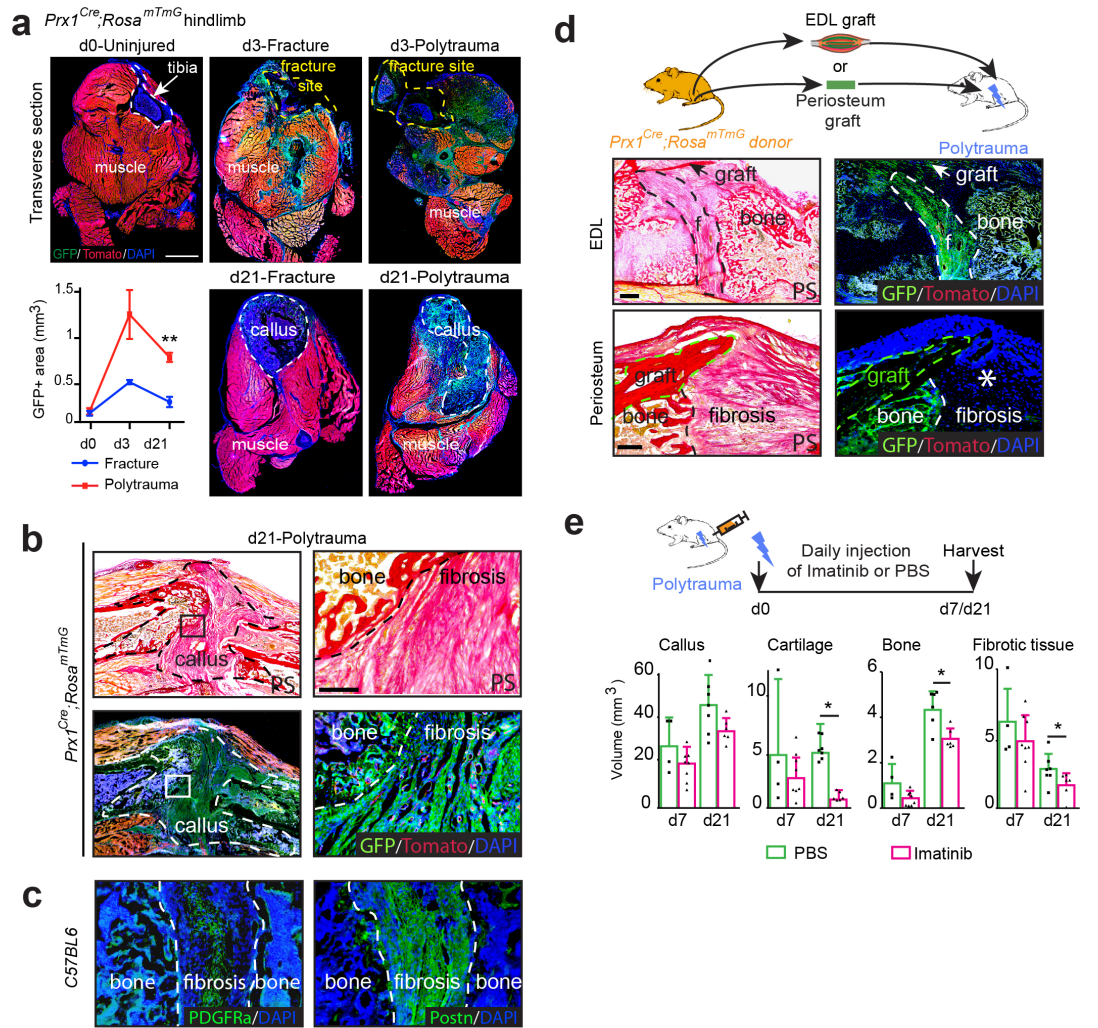 a
Prx1Cre;RosamTmG hindlimb
d0-Uninjured
d3-Fracture
d3-Polytrauma
Transverse section
tibia
fracture
site
fracture site
muscle
muscle
muscle
GFP/Tomato/DAPI
d21-Fracture
d21-Polytrauma
callus
callus
muscle
muscle
GFP+ area (mm3)
1.5
1
0.5
0
**
d0 d3 d21
Fracture
Polytrauma
b
d21-Polytrauma
Prx1Cre;RosamTmG
callus
PS
bone
fibrosis
PS
callus
bone
fibrosis
GFP/Tomato/DAPI
c
C57BL6
bone
fibrosis
bone
PDGFRa/DAPI
bone
fibrosis
bone
Postn/DAPI
d
EDL graft
or
Periosteum
graft
Prx1Cre;RosamTmG donor
Polytrauma
EDL
graft
bone
f
PS
graft
bone
f
GFP/Tomato/DAPI
Periosteum
graft
bone
fibrosis
PS
graft
*
bone
fibrosis
GFP/Tomato/DAPI
e
Polytrauma
Daily injection
of Imatinib or PBS
Harvest
d0
d7/d21
Callus
Cartilage
Bone
Fibrotic tissue
Volume (mm3)
60
40
20
0
d7 d21
10
5
0
*
d7 d21
6
4
2
0
*
d7 d21
10
5
0
*
d7 d21
PBS
Imatinib